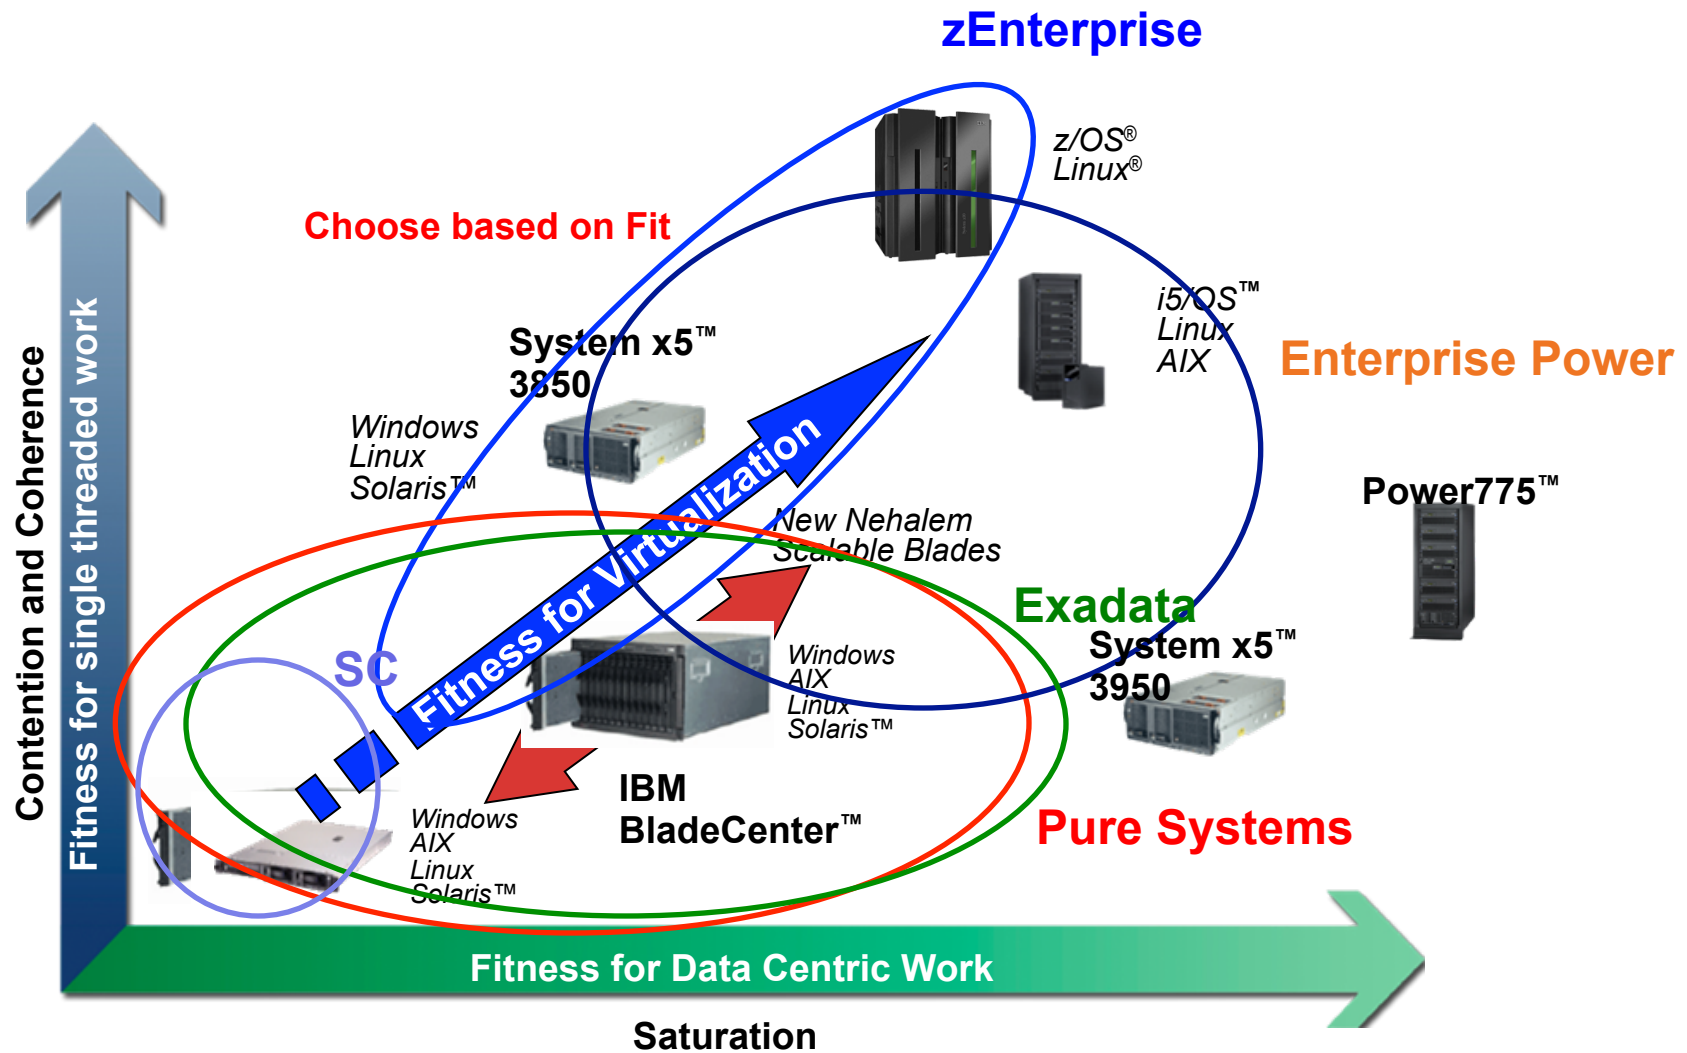 zEnterprise
z/OS®
Linux®
Choose based on Fit
i5/OS™
Linux
AIX
Enterprise Power
System x5™
3850
Windows
Linux
Solaris™
Power775™
New Nehalem
Scalable Blades
Fitness for Virtualization
Exadata
System x5™
3950
SC
Windows
AIX
Linux
Solaris™
IBM
BladeCenter™
Pure Systems
Windows
AIX
Linux
Solaris™
Contention and Coherence
Fitness for single threaded work
Fitness for Data Centric Work
Saturation